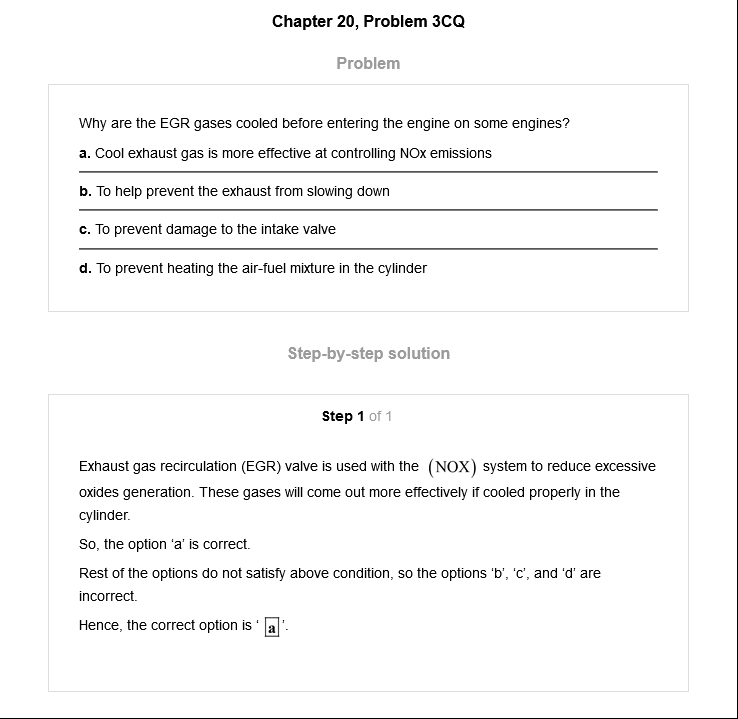 Chapter 20, Problem 3CQ
Problem
Why are the EGR gases cooled before entering the engine on some engines?
a. Cool exhaust gas is more effective at controlling NOx emissions
b. To help prevent the exhaust from slowing down
c. To prevent damage to the intake valve
d. To prevent heating the air-fuel mixture in the cylinder
Step-by-step solution
Step 1 of 1
Exhaust gas recirculation (EGR) valve is used with the (NOX) system to reduce excessive
oxides generation. These gases will come out more effectively if cooled properly in the
cylinder.
So, the option ‘a’ is correct.
Rest of the options do not satisfy above condition, so the options ‘b’, ‘c’, and ‘d’ are
incorrect.
Hence, the correct option is ‘ a ’.